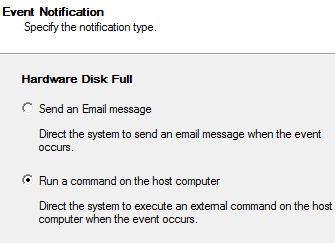 Event Notification
Specify the notification type.
Hardware Disk Full
Send an Email message
Direct the system to send an email message when the event
occurs.
Run a command on the host computer
Direct the system to execute an external command on the host
computer when the event occurs.